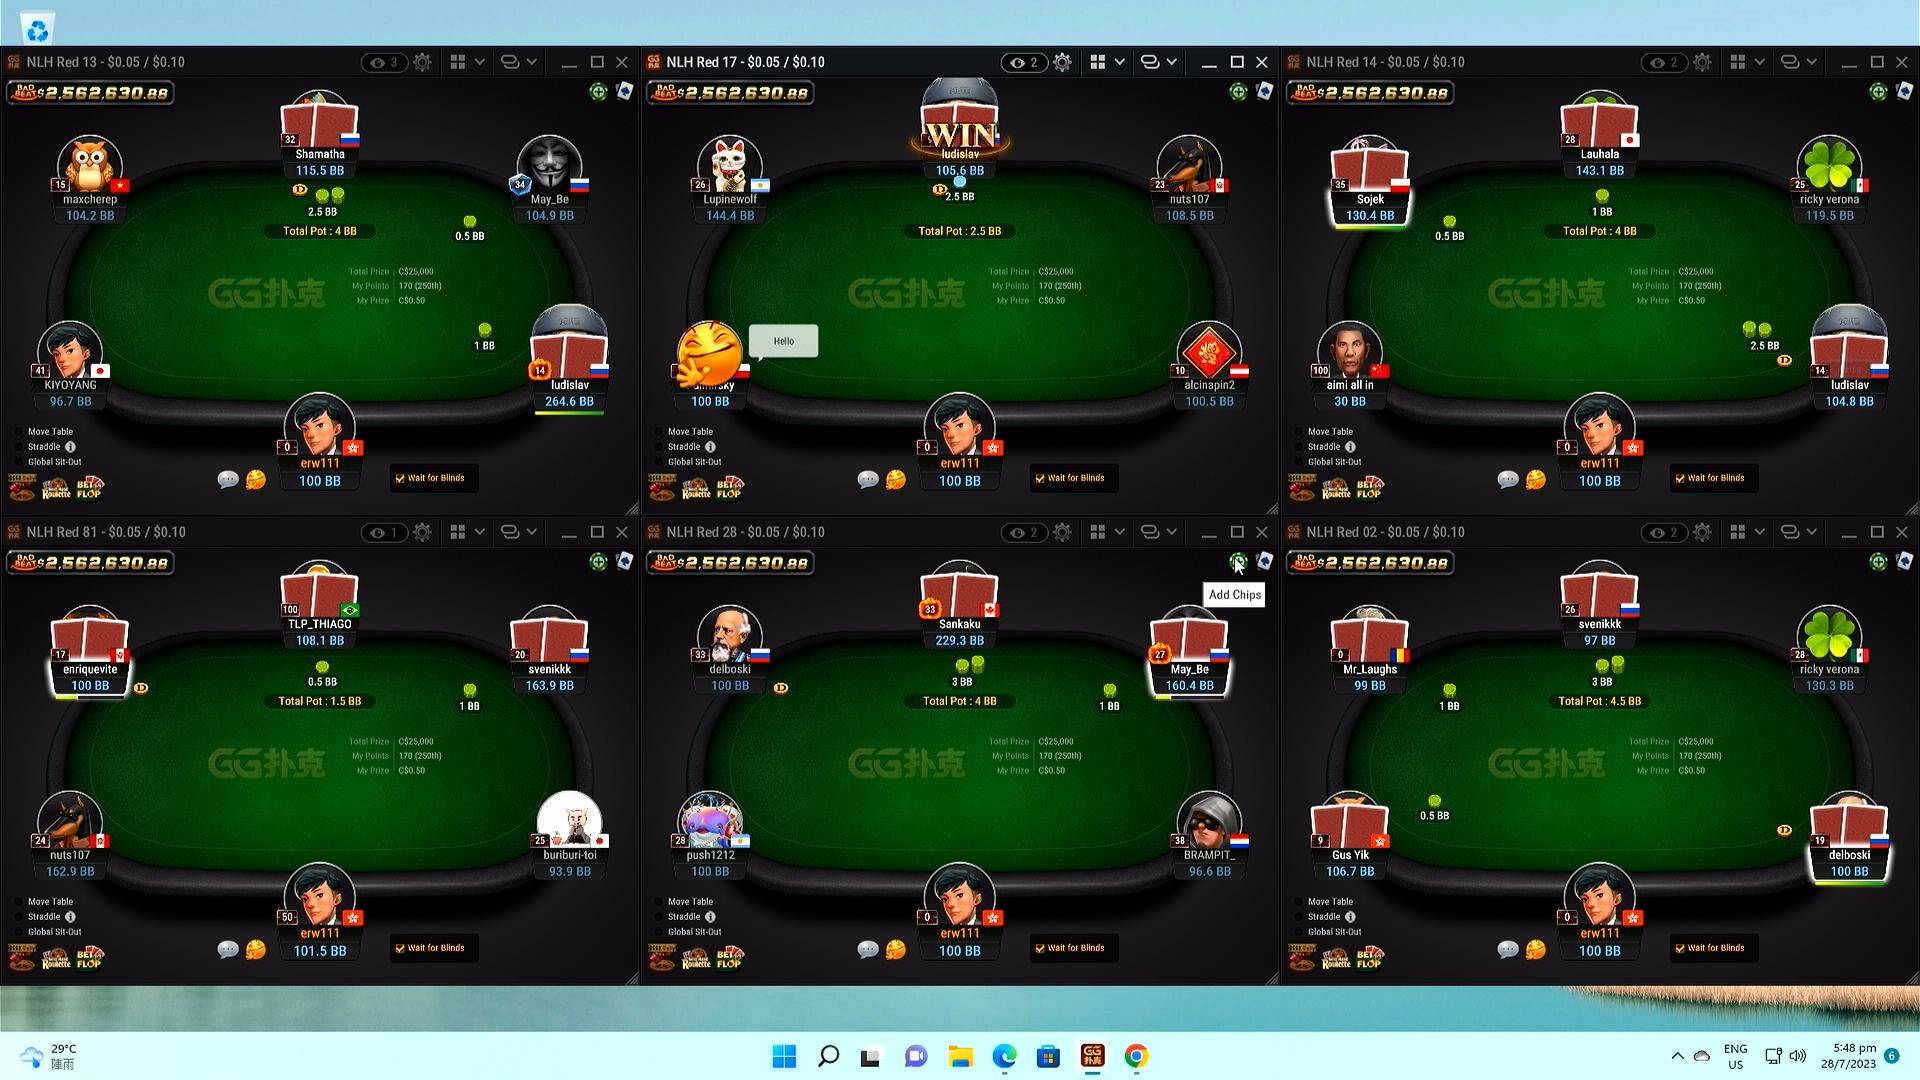 NLH Red 13 - $0.05 / $0.10
3
BAD BEAT $2,562,630.88
32
Shamatha
115.5 BB
15
maxcherep
104.2 BB
34
May_Be
104.9 BB
D
2.5 BB
0.5 BB
Total Pot : 4 BB
Total Prize C$25,000
My Points 170 (250th)
My Prize C$0.50
GG扑克
1 BB
41
KIYOYANG
96.7 BB
14
ludislav
264.6 BB
Move Table
Straddle
Global Sit-Out
0
erw111
100 BB
Wait for Blinds
Roulette
BET FLOP
NLH Red 17 - $0.05 / $0.10
2
BAD BEAT $2,562,630.88
WIN
ludislav
105.6 BB
26
Lupinewolf
144.4 BB
23
nuts107
108.5 BB
D
2.5 BB
Total Pot : 2.5 BB
Total Prize C$25,000
My Points 170 (250th)
My Prize C$0.50
GG扑克
Hello
100 BB
10
alcinapin2
100.5 BB
Move Table
Straddle
Global Sit-Out
0
erw111
100 BB
Wait for Blinds
Roulette
BET FLOP
NLH Red 14 - $0.05 / $0.10
2
BAD BEAT $2,562,630.88
28
Lauhala
143.1 BB
35
Sojek
130.4 BB
25
ricky verona
119.5 BB
1 BB
0.5 BB
Total Pot : 4 BB
Total Prize C$25,000
My Points 170 (250th)
My Prize C$0.50
GG扑克
2.5 BB
D
100
aimi all in
30 BB
14
ludislav
104.8 BB
Move Table
Straddle
Global Sit-Out
0
erw111
100 BB
Wait for Blinds
Roulette
BET FLOP
NLH Red 81 - $0.05 / $0.10
1
BAD BEAT $2,562,630.88
100
TLP_THIAGO
108.1 BB
17
enriquevite
100 BB
D
20
svenikkk
163.9 BB
0.5 BB
1 BB
Total Pot : 1.5 BB
Total Prize C$25,000
My Points 170 (250th)
My Prize C$0.50
GG扑克
24
nuts107
162.9 BB
25
buriburi-toi
93.9 BB
Move Table
Straddle
Global Sit-Out
50
erw111
101.5 BB
Wait for Blinds
Roulette
BET FLOP
NLH Red 28 - $0.05 / $0.10
2
BAD BEAT $2,562,630.88
Add Chips
33
Sankaku
229.3 BB
33
delboski
100 BB
D
27
May_Be
160.4 BB
3 BB
1 BB
Total Pot : 4 BB
Total Prize C$25,000
My Points 170 (250th)
My Prize C$0.50
GG扑克
28
push1212
100 BB
38
BRAMPIT_
96.6 BB
Move Table
Straddle
Global Sit-Out
0
erw111
100 BB
Wait for Blinds
Roulette
BET FLOP
NLH Red 02 - $0.05 / $0.10
2
BAD BEAT $2,562,630.88
26
svenikkk
97 BB
0
Mr_Laughs
99 BB
28
ricky verona
130.3 BB
3 BB
1 BB
Total Pot : 4.5 BB
Total Prize C$25,000
My Points 170 (250th)
My Prize C$0.50
GG扑克
0.5 BB
D
9
Gus Yik
106.7 BB
19
delboski
100 BB
Move Table
Straddle
Global Sit-Out
0
erw111
100 BB
Wait for Blinds
Roulette
BET FLOP
29°C
陣雨
GG扑克
ENG
US
5:48 pm
28/7/2023
6